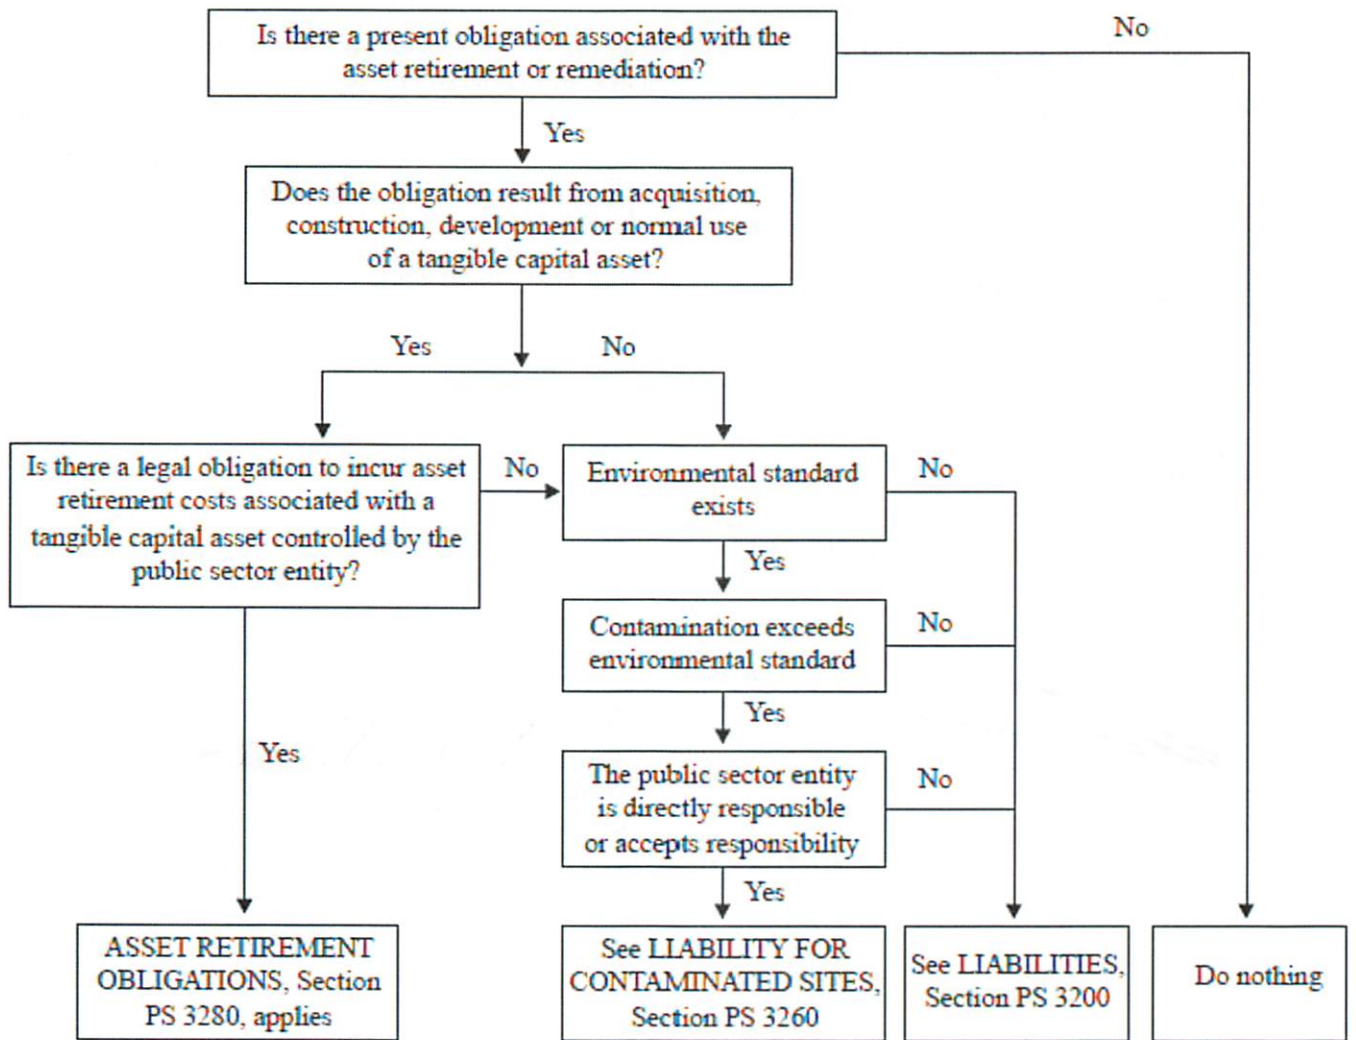 Is there a present obligation associated with the
asset retirement or remediation?
No
Yes
Does the obligation result from acquisition,
construction, development or normal use
of a tangible capital asset?
Yes
No
Is there a legal obligation to incur asset
retirement costs associated with a
tangible capital asset controlled by the
public sector entity?
No
Environmental standard
exists
No
Yes
Contamination exceeds
environmental standard
No
Yes
Yes
The public sector entity
is directly responsible
or accepts responsibility
No
Yes
ASSET RETIREMENT
OBLIGATIONS, Section
PS 3280, applies
See LIABILITY FOR
CONTAMINATED SITES,
Section PS 3260
See LIABILITIES,
Section PS 3200
Do nothing